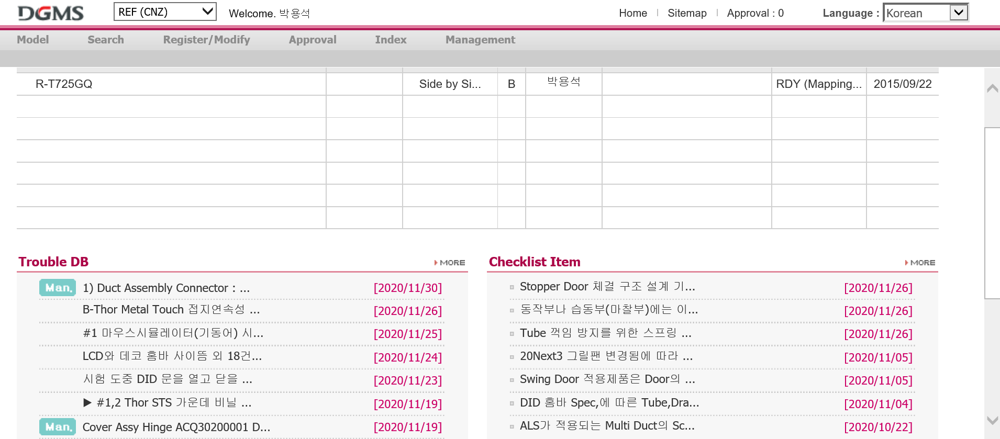 DGMS REF (CNZ) Welcome. 박용석 Home Sitemap Approval : 0 Language : Korean
Model Search Register/Modify Approval Index Management
R-T725GQ Side by Si... B 박용석 RDY (Mapping... 2015/09/22
Trouble DB MORE
Man. 1) Duct Assembly Connector : ... [2020/11/30]
B-Thor Metal Touch 접지연속성 ... [2020/11/26]
#1 마우스시뮬레이터(기동어) 시... [2020/11/25]
LCD와 데코 홈바 사이뜸 외 18건... [2020/11/24]
시험 도중 DID 문을 열고 닫을 ... [2020/11/23]
▶ #1,2 Thor STS 가운데 비닐 ... [2020/11/19]
Man. Cover Assy Hinge ACQ30200001 D... [2020/11/19]
Checklist Item MORE
Stopper Door 체결 구조 설계 기... [2020/11/26]
동작부나 습동부(마찰부)에는 이... [2020/11/26]
Tube 꺽임 방지를 위한 스프링 ... [2020/11/26]
20Next3 그릴팬 변경됨에 따라 ... [2020/11/05]
Swing Door 적용제품은 Door의 ... [2020/11/05]
DID 홈바 Spec,에 따른 Tube,Dra... [2020/11/04]
ALS가 적용되는 Multi Duct의 Sc... [2020/10/22]